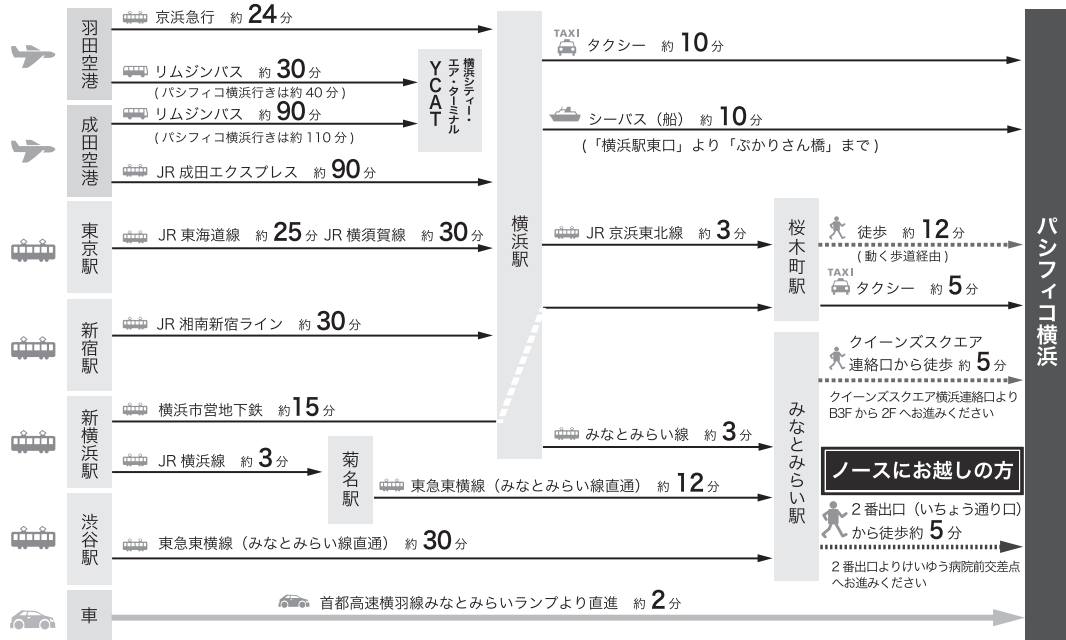 羽田空港
京浜急行 約24分
リムジンバス 約30分
(パシフィコ横浜行きは約40分)
成田空港
リムジンバス 約90分
(パシフィコ横浜行きは約110分)
JR成田エクスプレス 約90分
横浜シティー・
エア・ターミナル
YCAT
東京駅
JR東海道線 約25分 JR横須賀線 約30分
新宿駅
JR湘南新宿ライン 約30分
新横浜駅
横浜市営地下鉄 約15分
JR横浜線 約3分
菊名駅
東急東横線(みなとみらい線直通) 約12分
渋谷駅
東急東横線(みなとみらい線直通) 約30分
車
首都高速横羽線みなとみらいランプより直進 約2分
横浜駅
TAXI
タクシー 約10分
シーバス(船) 約10分
(「横浜駅東口」より「ぷかりさん橋」まで)
JR京浜東北線 約3分
桜木町駅
徒歩 約12分
(動く歩道経由)
TAXI
タクシー 約5分
みなとみらい線 約3分
みなとみらい駅
クイーンズスクエア
連絡口から徒歩 約5分
クイーンズスクエア横浜連絡口より
B3Fから2Fへお進みください
ノースにお越しの方
2番出口(いちょう通り口)
から徒歩約5分
2番出口よりけいゆう病院前交差点
へお進みください
パシフィコ横浜